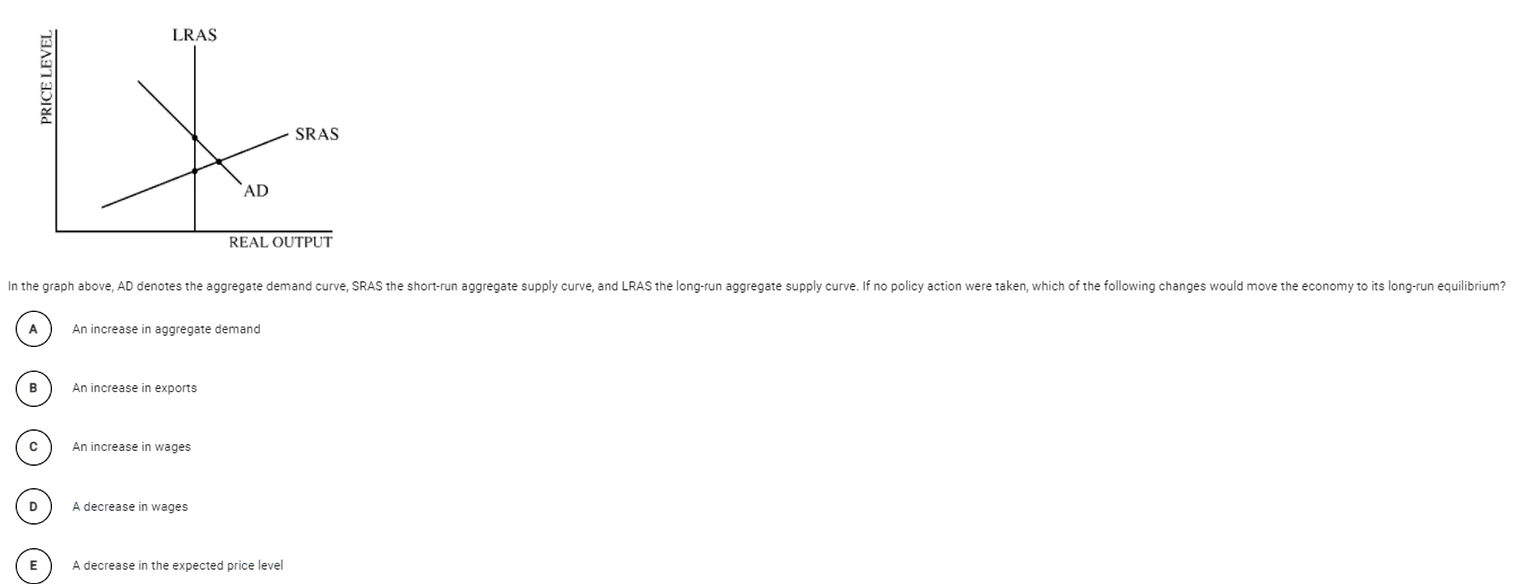 LRAS
PRICE LEVEL
SRAS
AD
REAL OUTPUT
In the graph above, AD denotes the aggregate demand curve, SRAS the short-run aggregate supply curve, and LRAS the long-run aggregate supply curve. If no policy action were taken, which of the following changes would move the economy to its long-run equilibrium?
A An increase in aggregate demand
B An increase in exports
C An increase in wages
D A decrease in wages
E A decrease in the expected price level